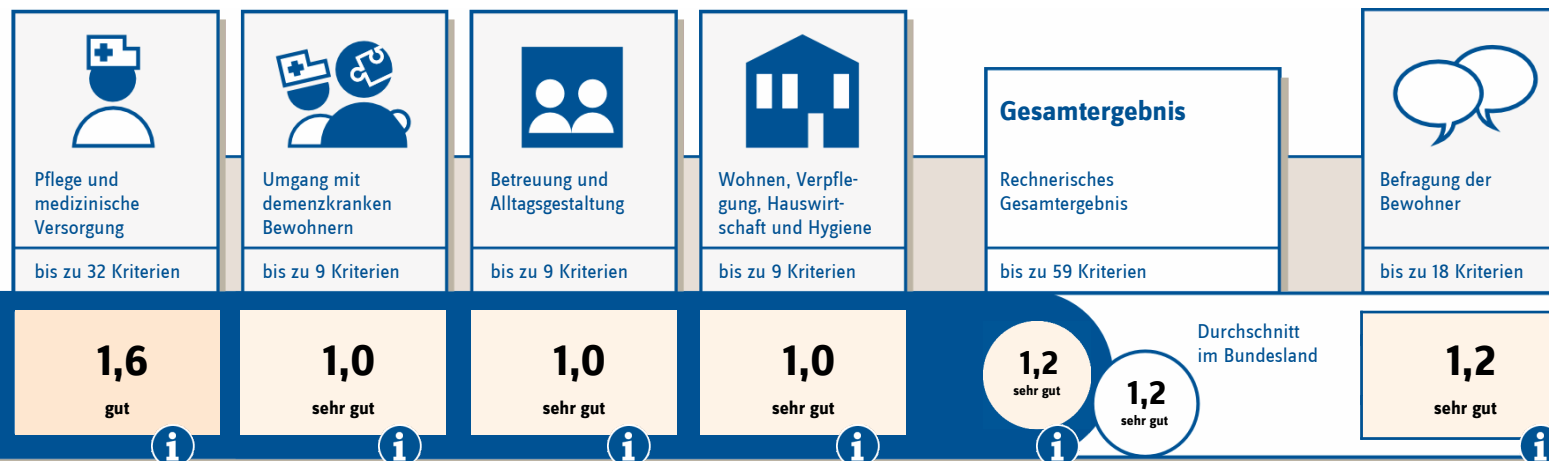 Pflege und
medizinische
Versorgung
bis zu 32 Kriterien
1,6
gut
i
Umgang mit
demenzkranken
Bewohnern
bis zu 9 Kriterien
1,0
sehr gut
i
Betreuung und
Alltagsgestaltung
bis zu 9 Kriterien
1,0
sehr gut
i
Wohnen, Verpfle-
gung, Hauswirt-
schaft und Hygiene
bis zu 9 Kriterien
1,0
sehr gut
i
Gesamtergebnis
Rechnerisches
Gesamtergebnis
bis zu 59 Kriterien
1,2
sehr gut
i
Durchschnitt
im Bundesland
1,2
sehr gut
Befragung der
Bewohner
bis zu 18 Kriterien
1,2
sehr gut
i